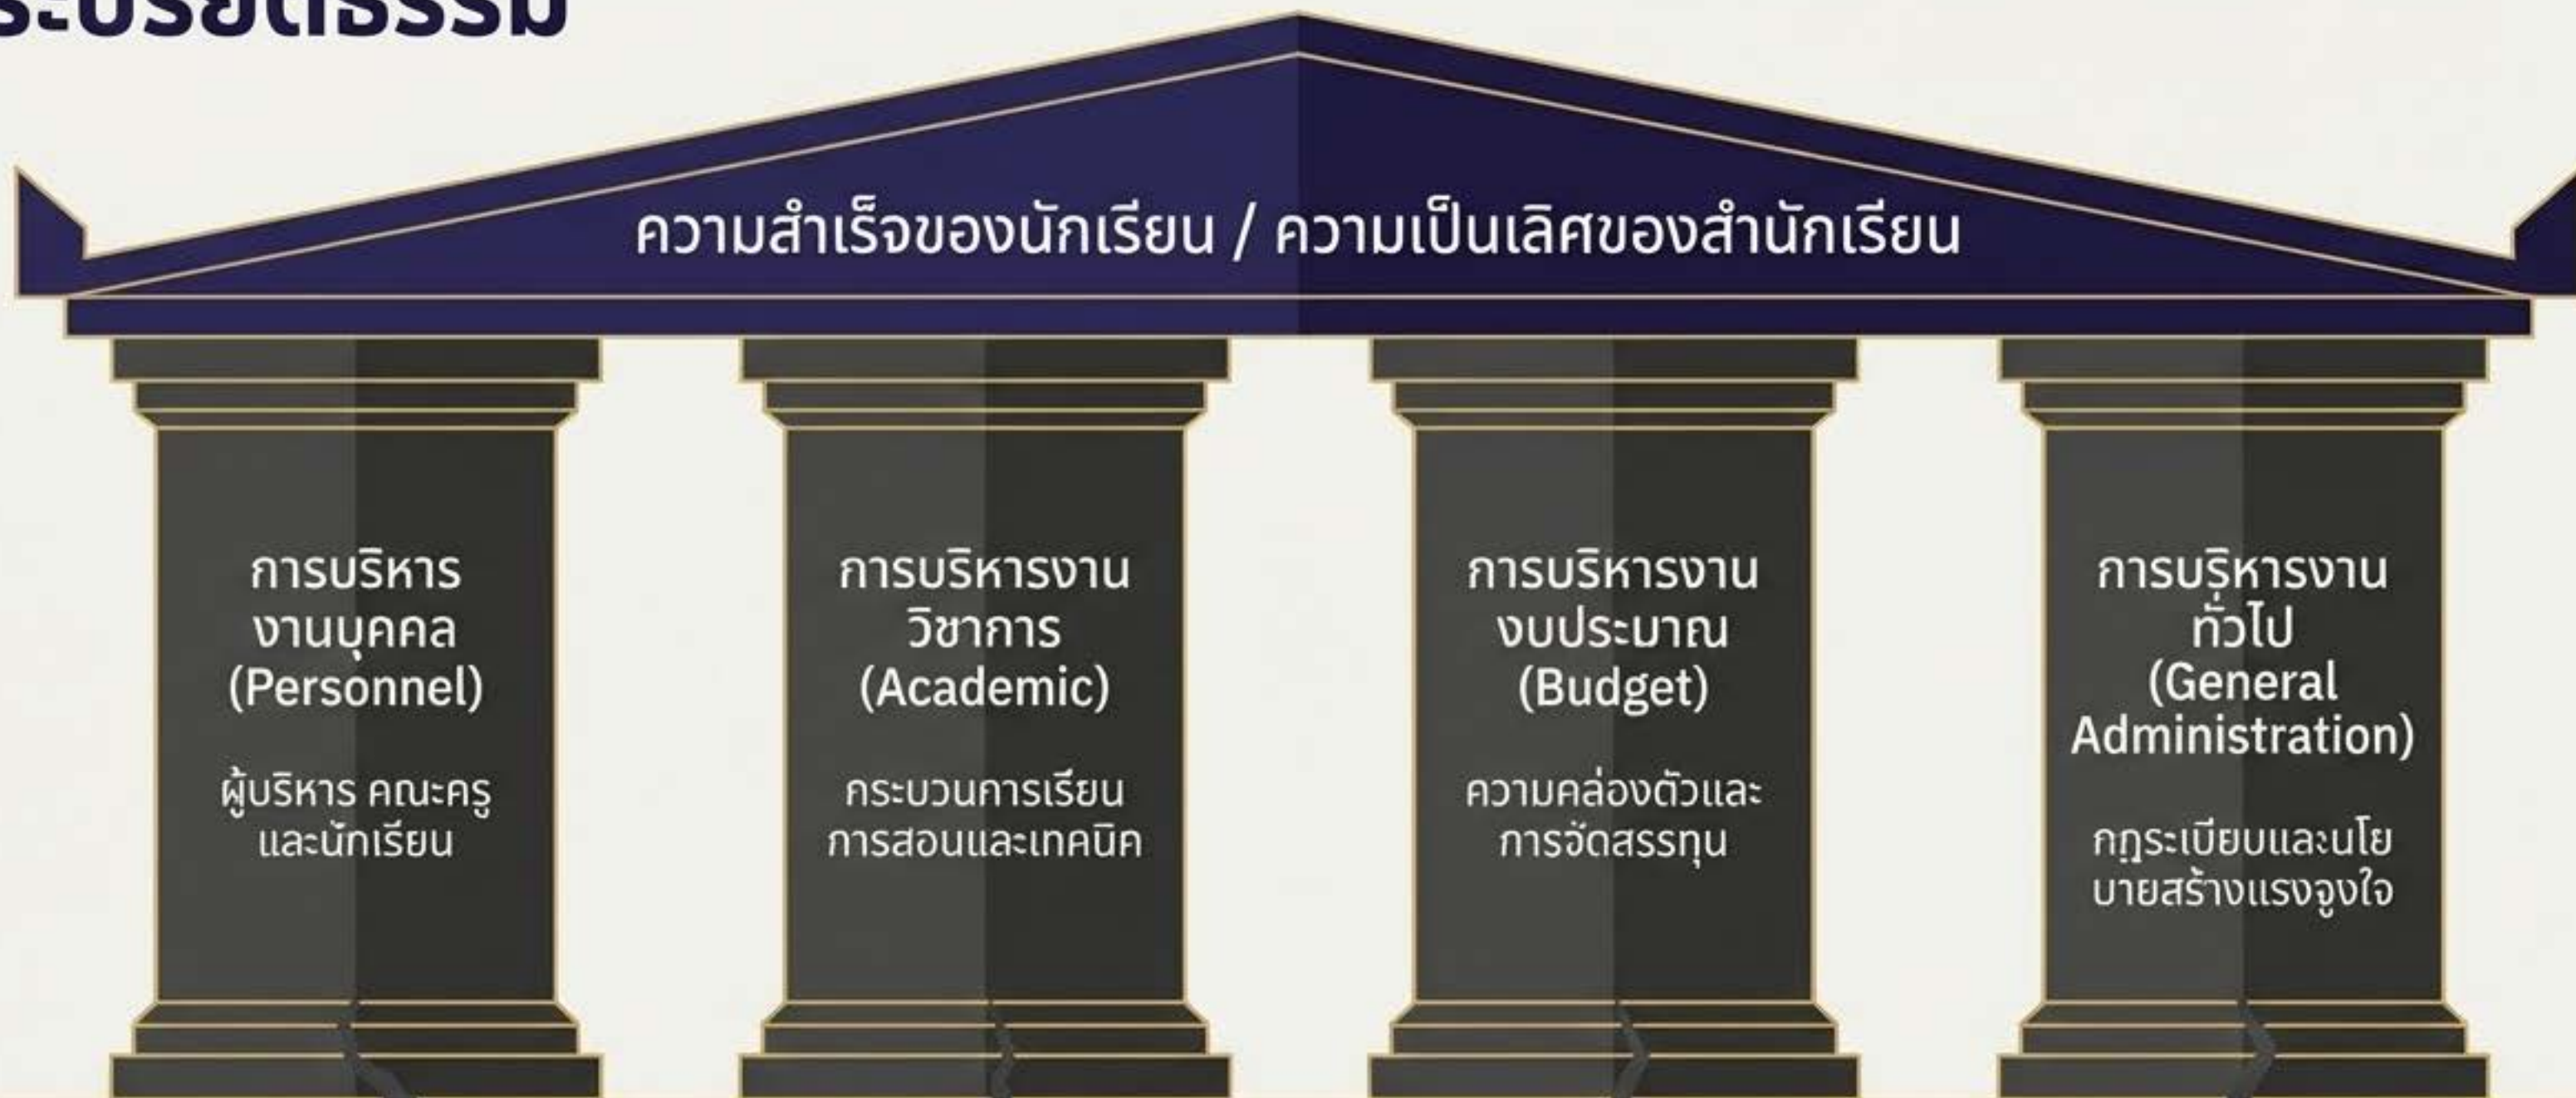 ความสำเร็จของนักเรียน / ความเป็นเลิศของสำนักเรียน
การบริหาร
งานบุคคล
(Personnel)
ผู้บริหาร คณะครู
และนักเรียน
การบริหารงาน
วิชาการ
(Academic)
กระบวนการเรียน
การสอนและเทคนิค
การบริหารงาน
งบประมาณ
(Budget)
ความคล่องตัวและ
การจัดสรรทุน
การบริหารงาน
ทั่วไป
(General
Administration)
กฎระเบียบและนโย
บายสร้างแรงจูงใจ